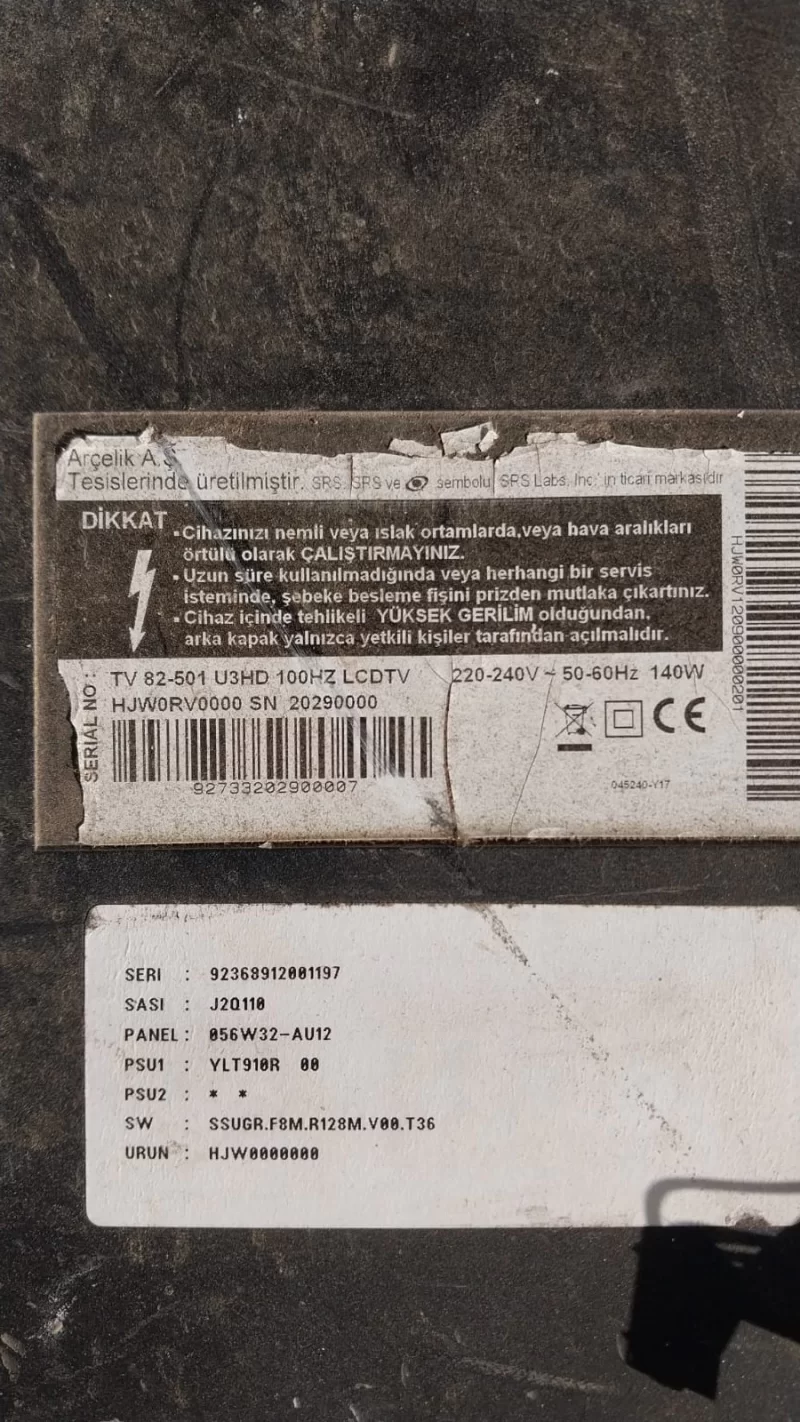 Arçelik A.Ş
Tesislerinde üretilmiştir. SRS, SRS ve sembolu SRS Labs, Inc.' in ticari markasıdır
DİKKAT
▪Cihazınızı nemli veya ıslak ortamlarda,veya hava aralıkları
örtülü olarak ÇALIŞTIRMAYINIZ.
▪Uzun süre kullanılmadığında veya herhangi bir servis
isteminde, şebeke besleme fişini prizden mutlaka çıkartınız.
▪Cihaz içinde tehlikeli YÜKSEK GERİLİM olduğundan,
arka kapak yalnızca yetkili kişiler tarafından açılmalıdır.
SERIAL NO :
TV 82-501 U3HD 100HZ LCDTV
HJW0RV0000 SN 20290000
92733202900007
220-240V ~ 50-60Hz 140W
CE
045240-Y17
HJW0RV1209000000201
SERI : 92368912001197
SASI : J2Q110
PANEL: 056W32-AU12
PSU1 : YLT910R 00
PSU2 : * *
SW : SSUGR.F8M.R128M.V00.T36
URUN : HJW0000000